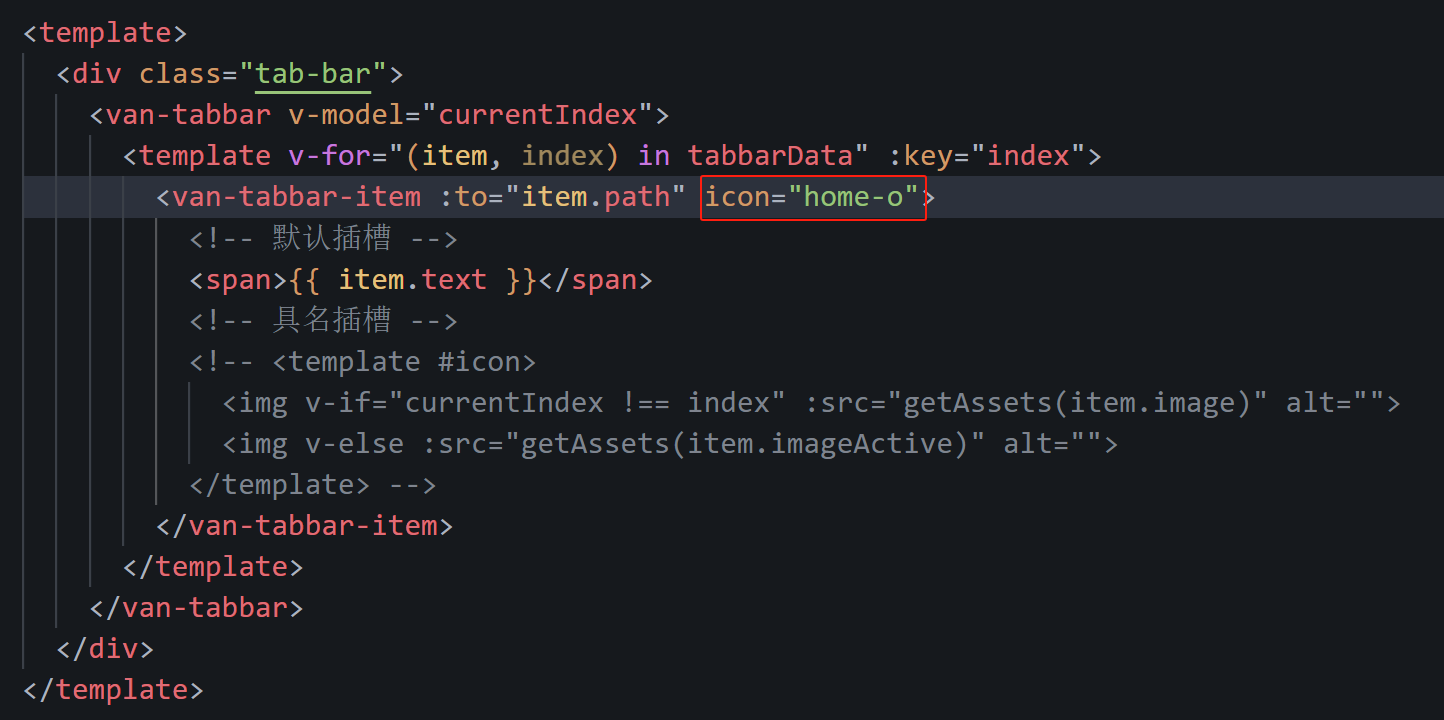 <template>
<div class="tab-bar">
<van-tabbar v-model="currentIndex">
<template v-for="(item, index) in tabbarData" :key="index">
<van-tabbar-item :to="item.path" icon="home-o">
<!-- 默认插槽 -->
<span>{{ item.text }}</span>
<!-- 具名插槽 -->
<!-- <template #icon>
<img v-if="currentIndex !== index" :src="getAssets(item.image)" alt="">
<img v-else :src="getAssets(item.imageActive)" alt="">
</template> -->
</van-tabbar-item>
</template>
</van-tabbar>
</div>
</template>